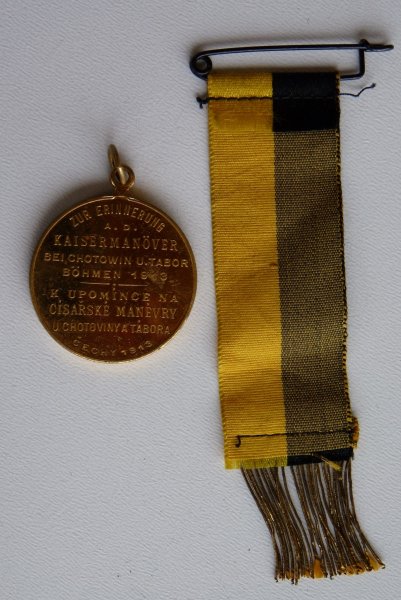 ZUR ERINNERUNG
A. D.
KAISERMANÖVER
BEI CHOTOWIN U. TABOR
BÖHMEN 1913
K UPOMÍNCE NA
CÍSAŘSKÉ MANÉVRY
U CHOTOVINY A TÁBORA
ČECHY 1913